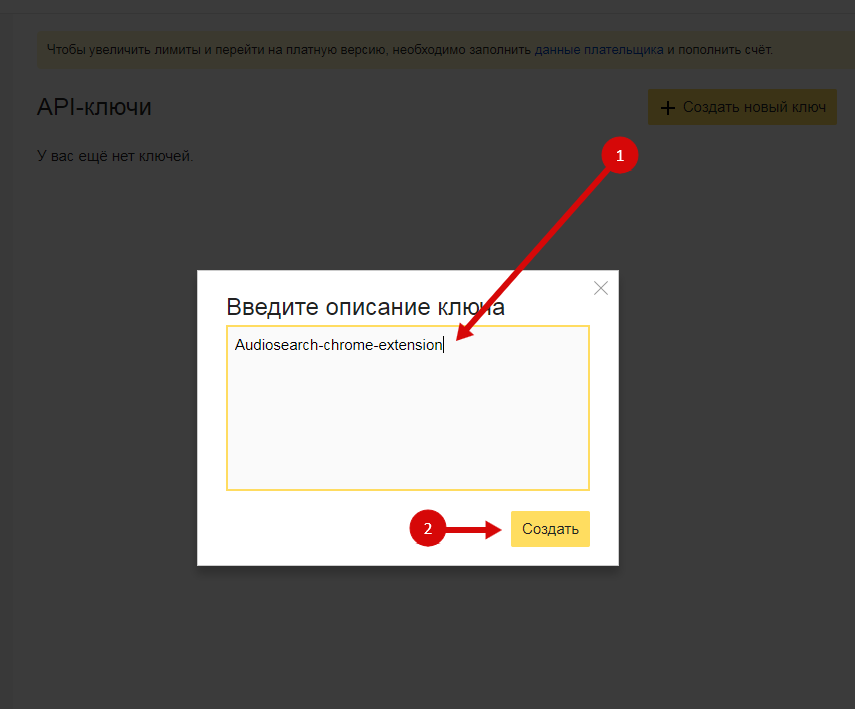 Чтобы увеличить лимиты и перейти на платную версию, необходимо заполнить данные плательщика и пополнить счёт.
API-ключи
+ Создать новый ключ
У вас ещё нет ключей.
1
Введите описание ключа
Audiosearch-chrome-extension
2
Создать